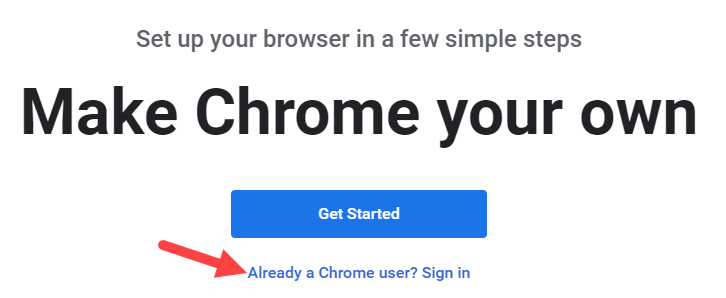 Set up your browser in a few simple steps
Make Chrome your own
Get Started
Already a Chrome user? Sign in